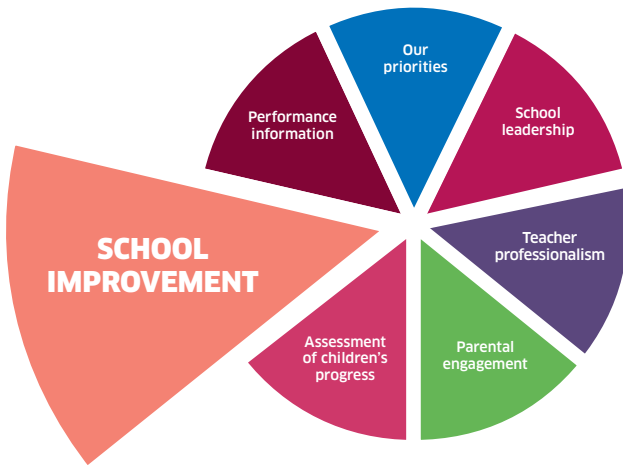 Our
priorities
School
leadership
Teacher
professionalism
Parental
engagement
Assessment
of children's
progress
SCHOOL
IMPROVEMENT
Performance
information